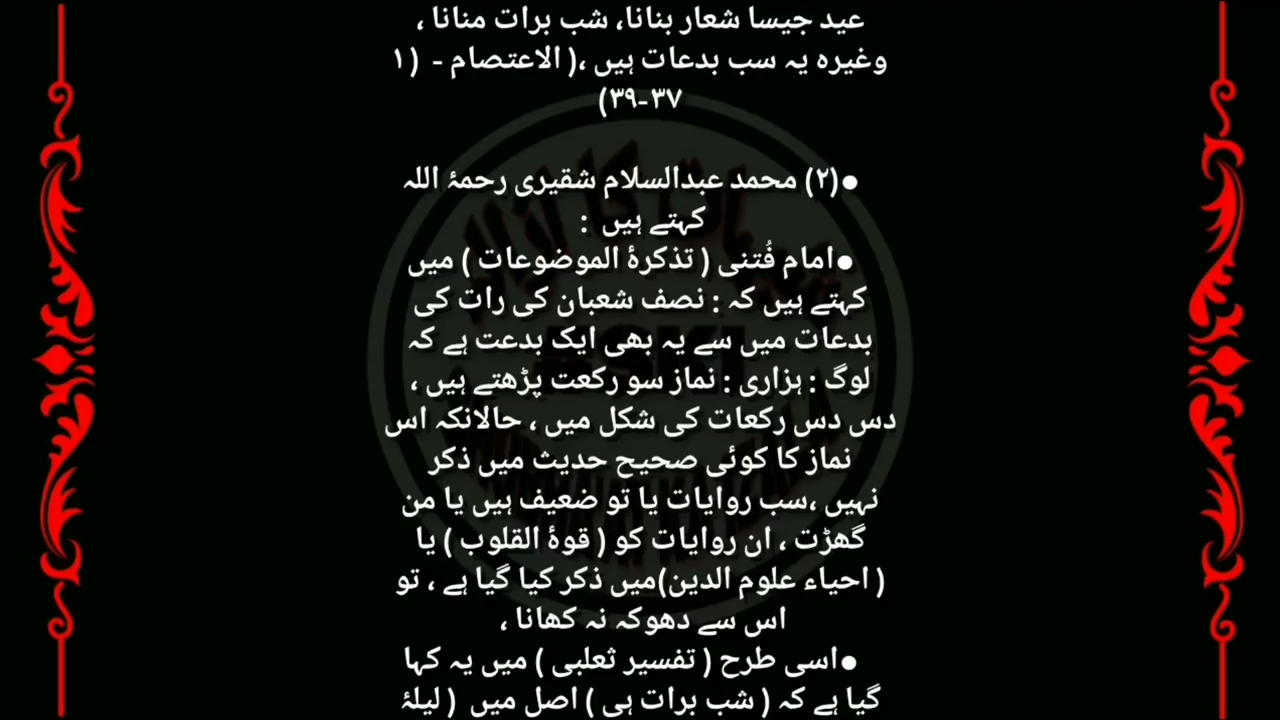 عید جیسا شعار بنانا، شب برات منانا ،
وغیرہ یہ سب بدعات ہیں ،( الاعتصام - (۱
۳۷-۳۹)
●(۲) محمد عبدالسلام شقیری رحمۂ اللہ
کہتے ہیں :
●امام فُتنی ( تذکرۂ الموضوعات ) میں
کہتے ہیں کہ : نصف شعبان کی رات کی
بدعات میں سے یہ بھی ایک بدعت ہے کہ
لوگ : ہزاری : نماز سو رکعت پڑھتے ہیں ،
دس دس رکعات کی شکل میں ، حالانکہ اس
نماز کا کوئی صحیح حدیث میں ذکر
نہیں ،سب روایات یا تو ضعیف ہیں یا من
گھڑت ، ان روایات کو ( قوۂ القلوب ) یا
( احیاء علوم الدین)میں ذکر کیا گیا ہے ، تو
اس سے دھوکہ نہ کھانا ،
●اسی طرح ( تفسیر ثعلبی ) میں یہ کہا
گیا ہے کہ ( شب برات ہی ) اصل میں ( لیلۂ